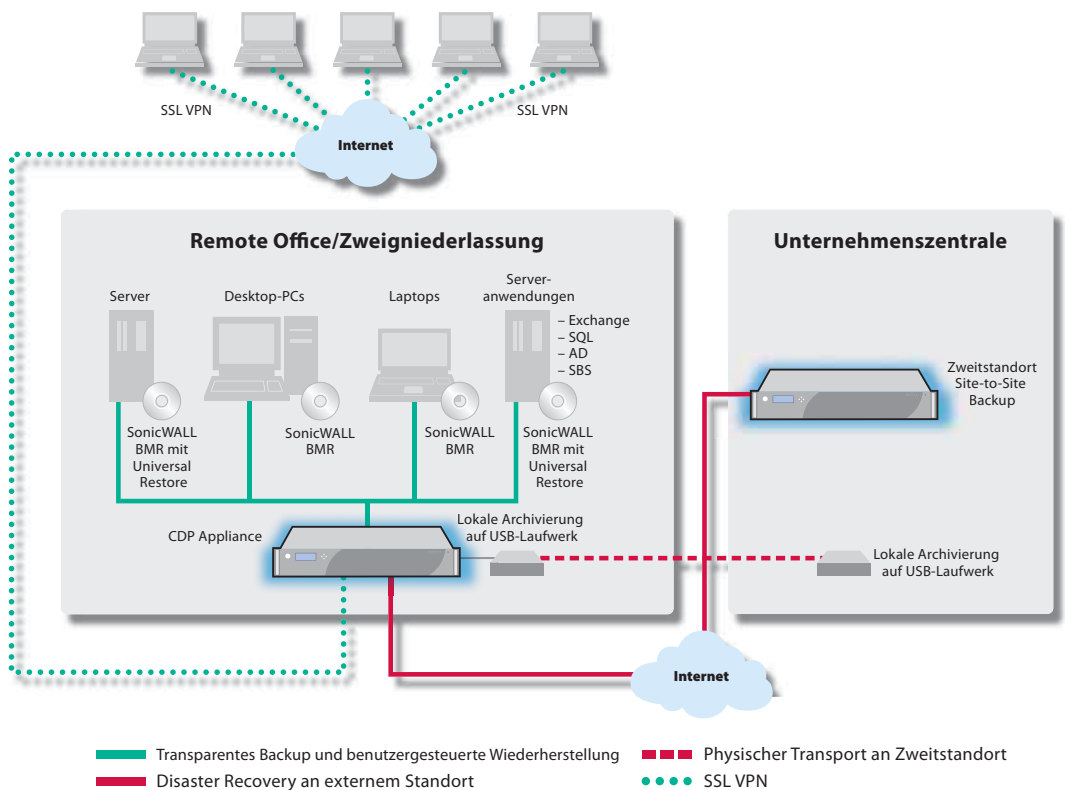 SSL VPN
SSL VPN
Internet
Remote Office/Zweigniederlassung
Unternehmenszentrale
Server
Desktop-PCs
Laptops
Server-
anwendungen
– Exchange
– SQL
– AD
– SBS
SonicWALL
BMR mit
Universal
Restore
SonicWALL
BMR
SonicWALL
BMR
SonicWALL
BMR mit
Universal
Restore
Zweitstandort
Site-to-Site
Backup
CDP Appliance
Lokale Archivierung
auf USB-Laufwerk
Lokale Archivierung
auf USB-Laufwerk
Internet
Transparentes Backup und benutzergesteuerte Wiederherstellung
Physischer Transport an Zweitstandort
Disaster Recovery an externem Standort
SSL VPN